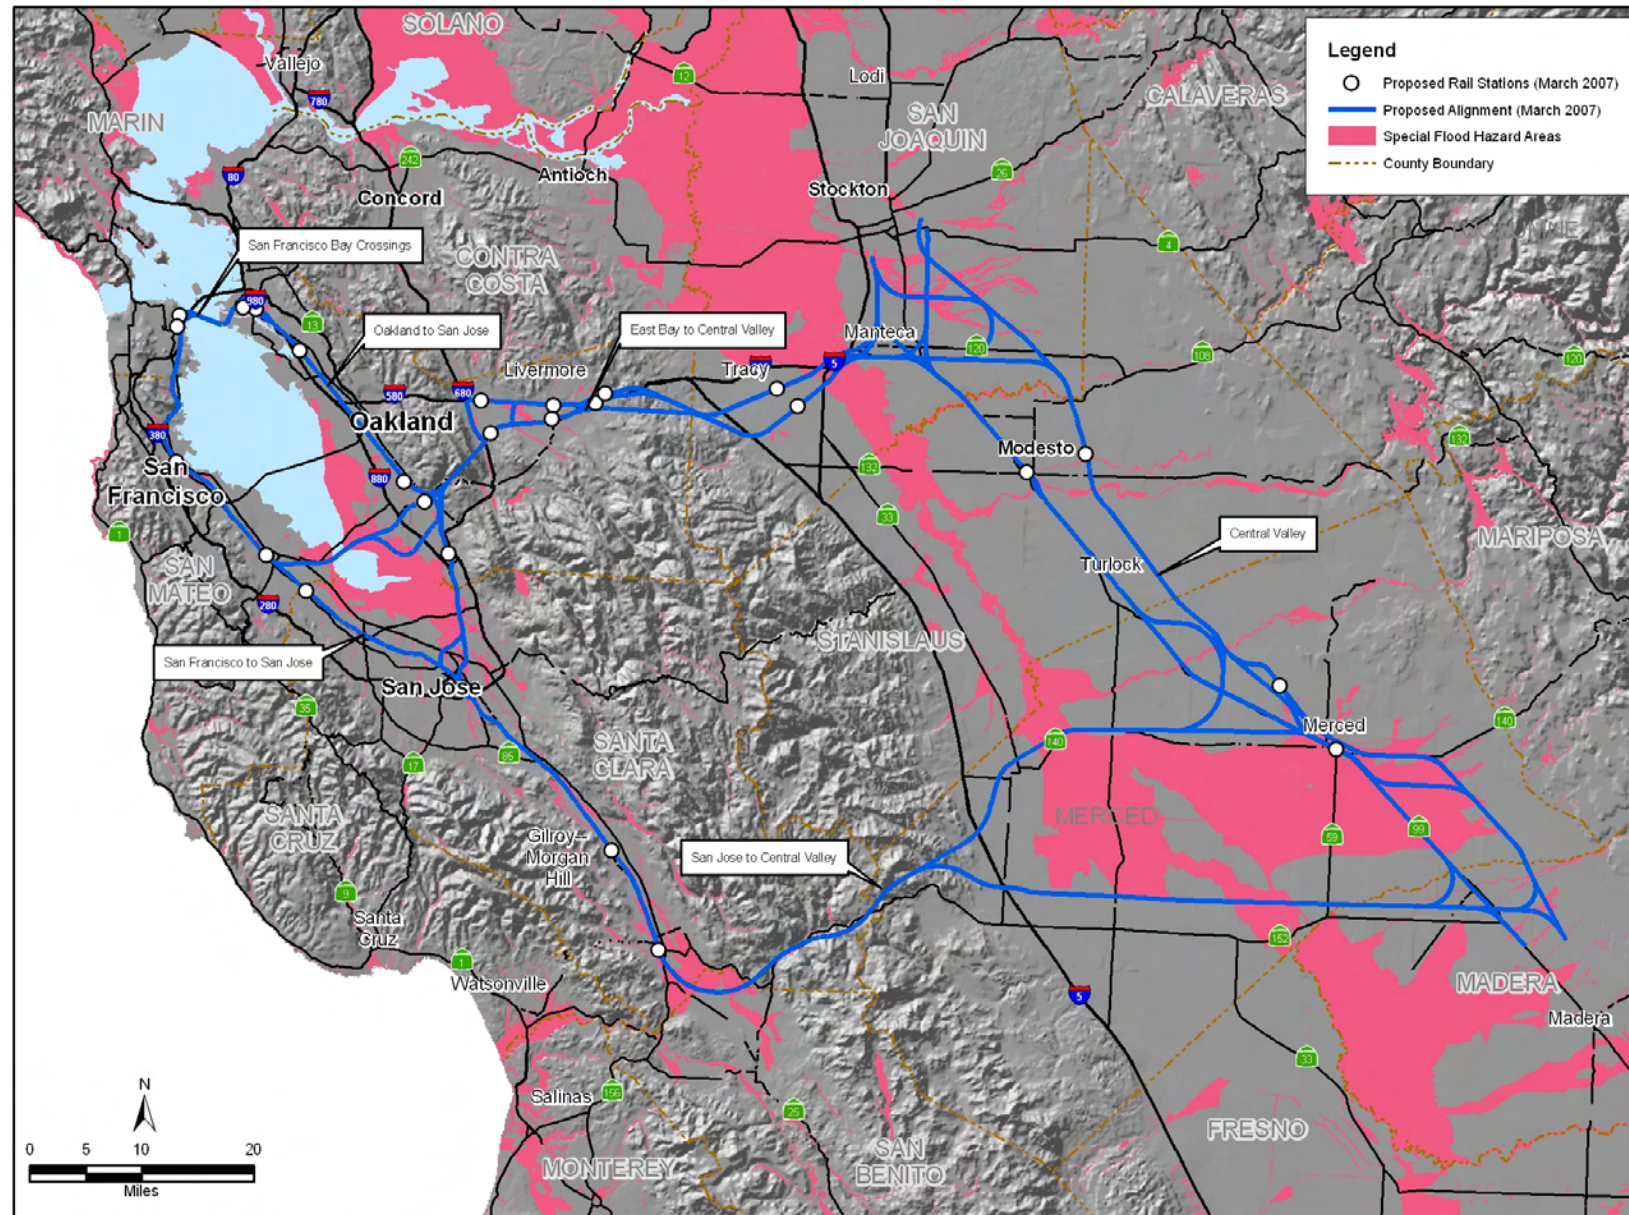 SOLANO
Vallejo
12
Lodi
Legend
Proposed Rail Stations (March 2007)
Proposed Alignment (March 2007)
Special Flood Hazard Areas
County Boundary
780
MARIN
SAN
JOAQUIN
CALAVERAS
80
242
Concord
Antioch
Stockton
26
San Francisco Bay Crossings
CONTRA
COSTA
4
980
13
Oakland to San Jose
East Bay to Central Valley
Manteca
120
108
120
Livermore
Tracy
5
580
680
Oakland
380
San
Francisco
880
Modesto
132
132
33
1
Central Valley
MARIPOSA
SAN
MATEO
280
Turlock
STANISLAUS
San Francisco to San Jose
San Jose
35
17
85
SANTA
CLARA
140
Merced
140
SANTA
CRUZ
Gilroy--
Morgan
Hill
San Jose to Central Valley
MERCED
59
99
9
Santa
Cruz
1
Watsonville
152
5
MADERA
Madera
33
N
0
5
10
20
Miles
Salinas
156
25
MONTEREY
SAN
BENITO
FRESNO